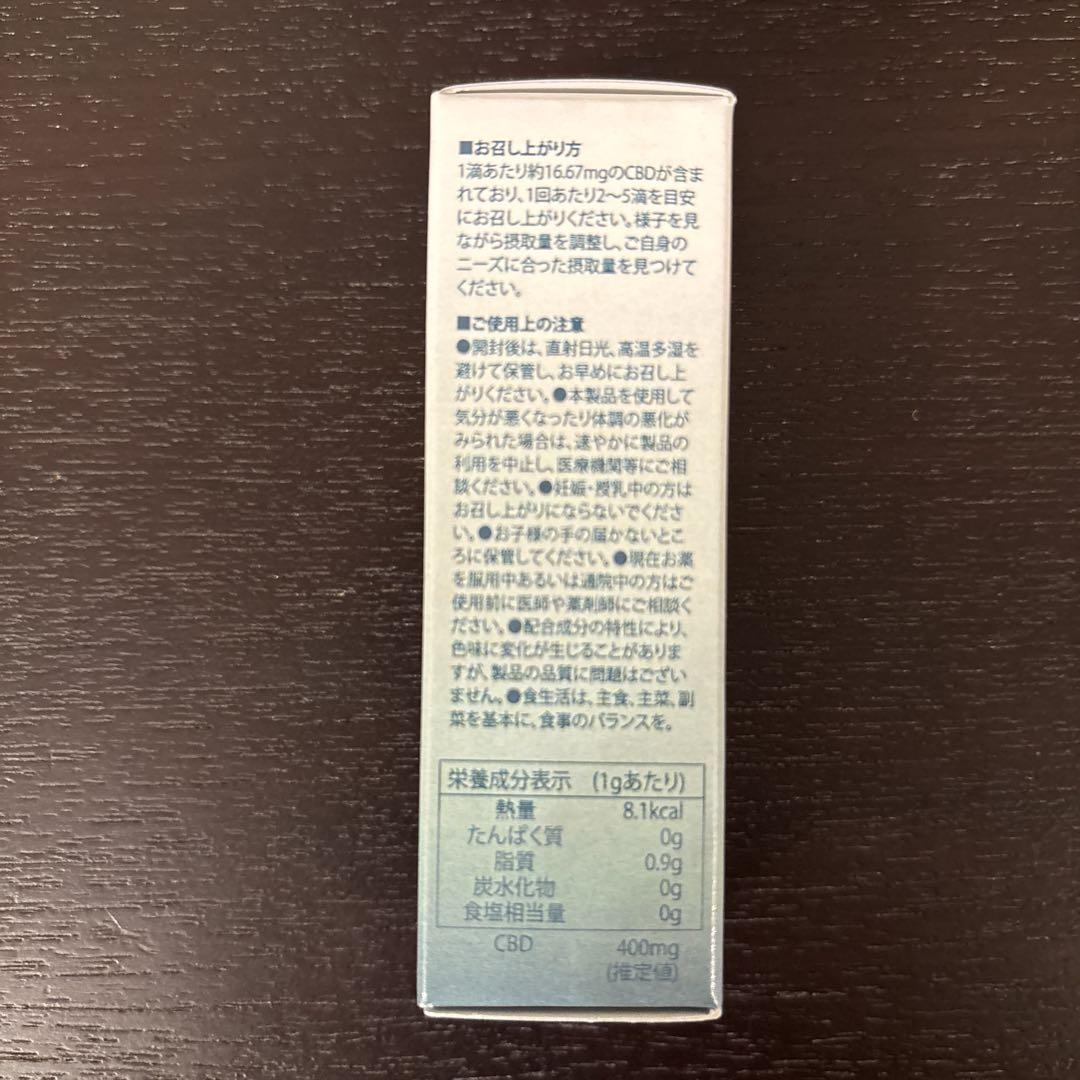 ■お召し上がり方
1滴あたり約16.67mgのCBDが含ま
れており、1回あたり2〜5滴を目安
にお召し上がりください。様子を見
ながら摂取量を調整し、ご自身の
ニーズに合った摂取量を見つけて
ください。
■ご使用上の注意
●開封後は、直射日光、高温多湿を
避けて保管し、お早めにお召し上
がりください。●本製品を使用して
気分が悪くなったり体調の悪化が
みられた場合は、速やかに製品の
利用を中止し、医療機関等にご相
談ください。●妊娠・授乳中の方は
お召し上がりにならないでくださ
い。●お子様の手の届かないとこ
ろに保管してください。●現在お薬
を服用中あるいは通院中の方はご
使用前に医師や薬剤師にご相談く
ださい。●配合成分の特性により、
色味に変化が生じることがありま
すが、製品の品質に問題はござい
ません。●食生活は、主食、主菜、副
菜を基本に、食事のバランスを。
栄養成分表示 (1gあたり)
熱量 8.1kcal
たんぱく質 0g
脂質 0.9g
炭水化物 0g
食塩相当量 0g
CBD 400mg
(推定値)